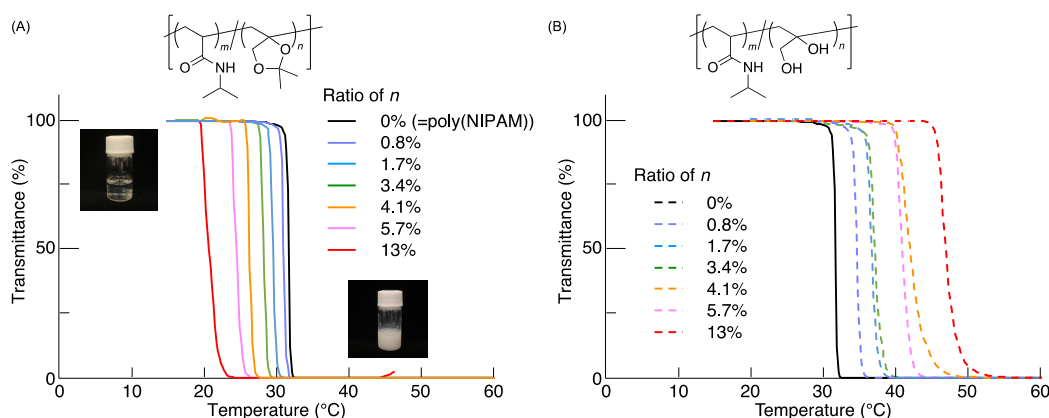 (A)
m
n
O
NH
O
O
Ratio of n
0% (=poly(NIPAM))
0.8%
1.7%
3.4%
4.1%
5.7%
13%
100
50
0
Transmittance (%)
0
10
20
30
40
50
60
Temperature (°C)
(B)
m
n
O
NH
OH
OH
Ratio of n
0%
0.8%
1.7%
3.4%
4.1%
5.7%
13%
100
50
0
Transmittance (%)
0
10
20
30
40
50
60
Temperature (°C)